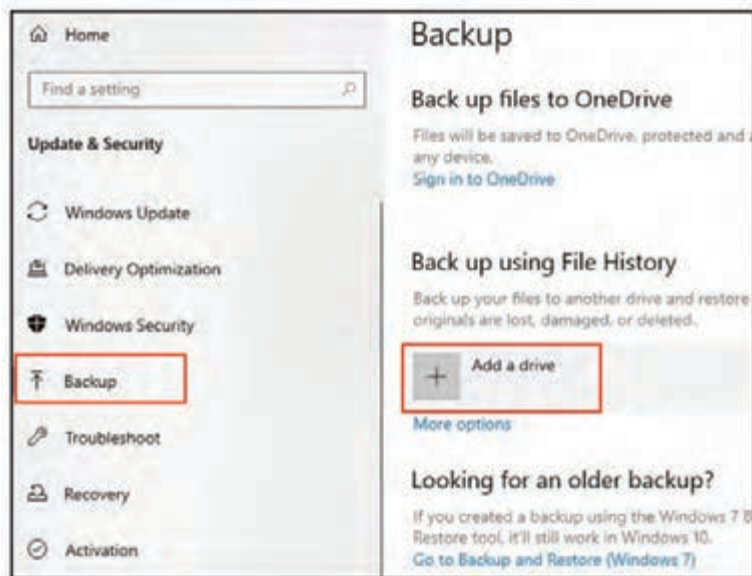 Home
Find a setting
Update & Security
Windows Update
Delivery Optimization
Windows Security
Backup
Troubleshoot
Recovery
Activation
Backup
Back up files to OneDrive
Files will be saved to OneDrive, protected and
any device.
Sign in to OneDrive
Back up using File History
Back up your files to another drive and restore
originals are lost, damaged, or deleted.
+ Add a drive
More options
Looking for an older backup?
If you created a backup using the Windows 7
Restore tool, it'll still work in Windows 10.
Go to Backup and Restore (Windows 7)